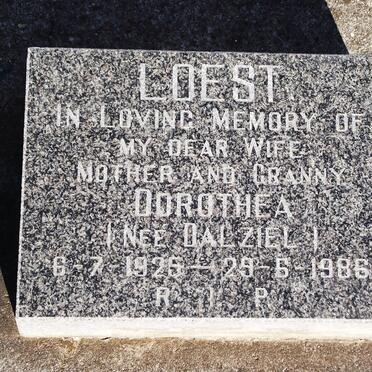 LOEST
IN LOVING MEMORY OF
MY DEAR WIFE
MOTHER AND GRANNY
DOROTHEA
(NEE DALZIEL)
6-7-1926 — 29-6-1986
R I P